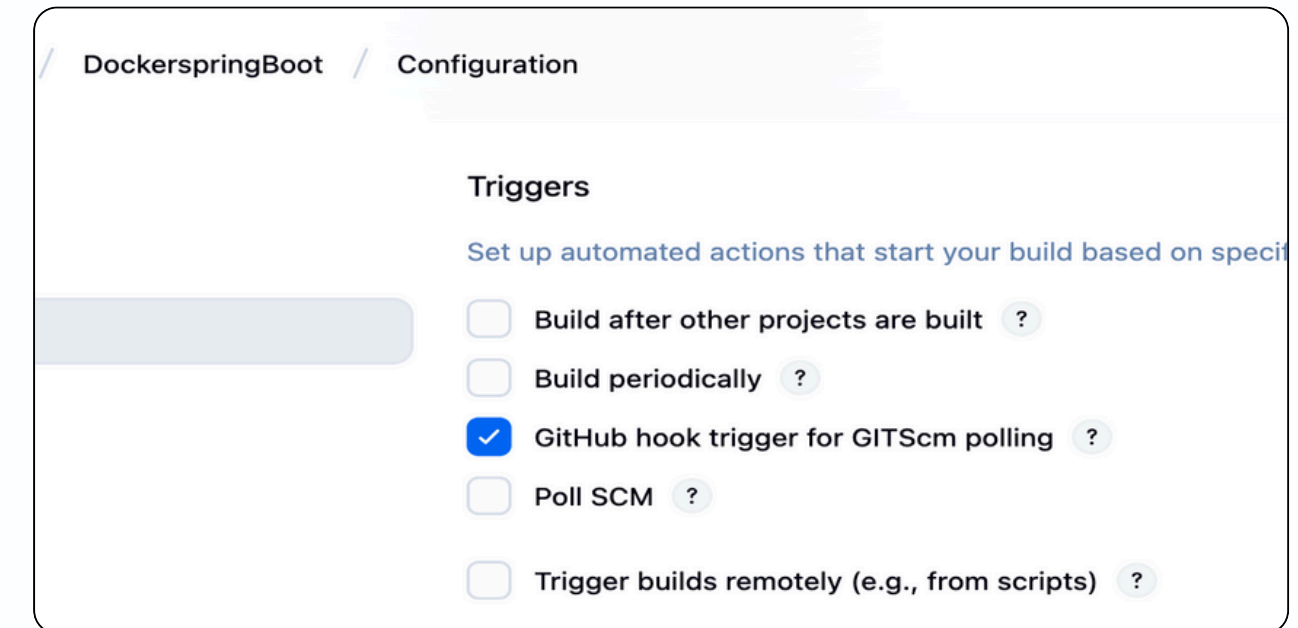 / DockerspringBoot / Configuration
Triggers
Set up automated actions that start your build based on specif
Build after other projects are built ?
Build periodically ?
GitHub hook trigger for GITScm polling ?
Poll SCM ?
Trigger builds remotely (e.g., from scripts) ?